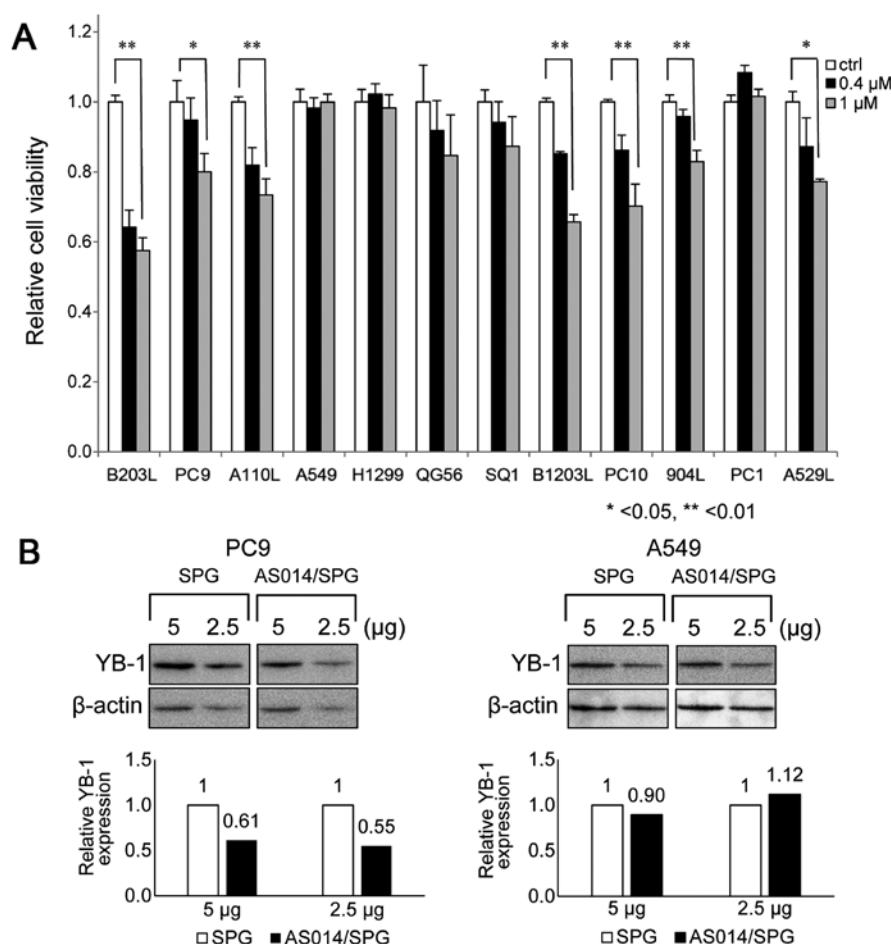 A
** * ** ** ** ** *
ctrl
0.4 µM
1 µM
Relative cell viability
1.0
0.8
0.6
0.4
1.2
0.0
B203L PC9 A110L A549 H1299 QG56 SQ1 B1203L PC10 904L PC1 A529L
* <0.05, ** <0.01
B
PC9
SPG AS014/SPG
5 2.5 5 2.5 (µg)
YB-1
β-actin
Relative YB-1
expression
1.5
1.0
0.5
0.0
1 0.61 1 0.55
5 µg 2.5 µg
SPG AS014/SPG
A549
SPG AS014/SPG
5 2.5 5 2.5 (µg)
YB-1
β-actin
Relative YB-1
expression
1.5
1.0
0.5
0.0
1 0.90 1 1.12
5 µg 2.5 µg
SPG AS014/SPG